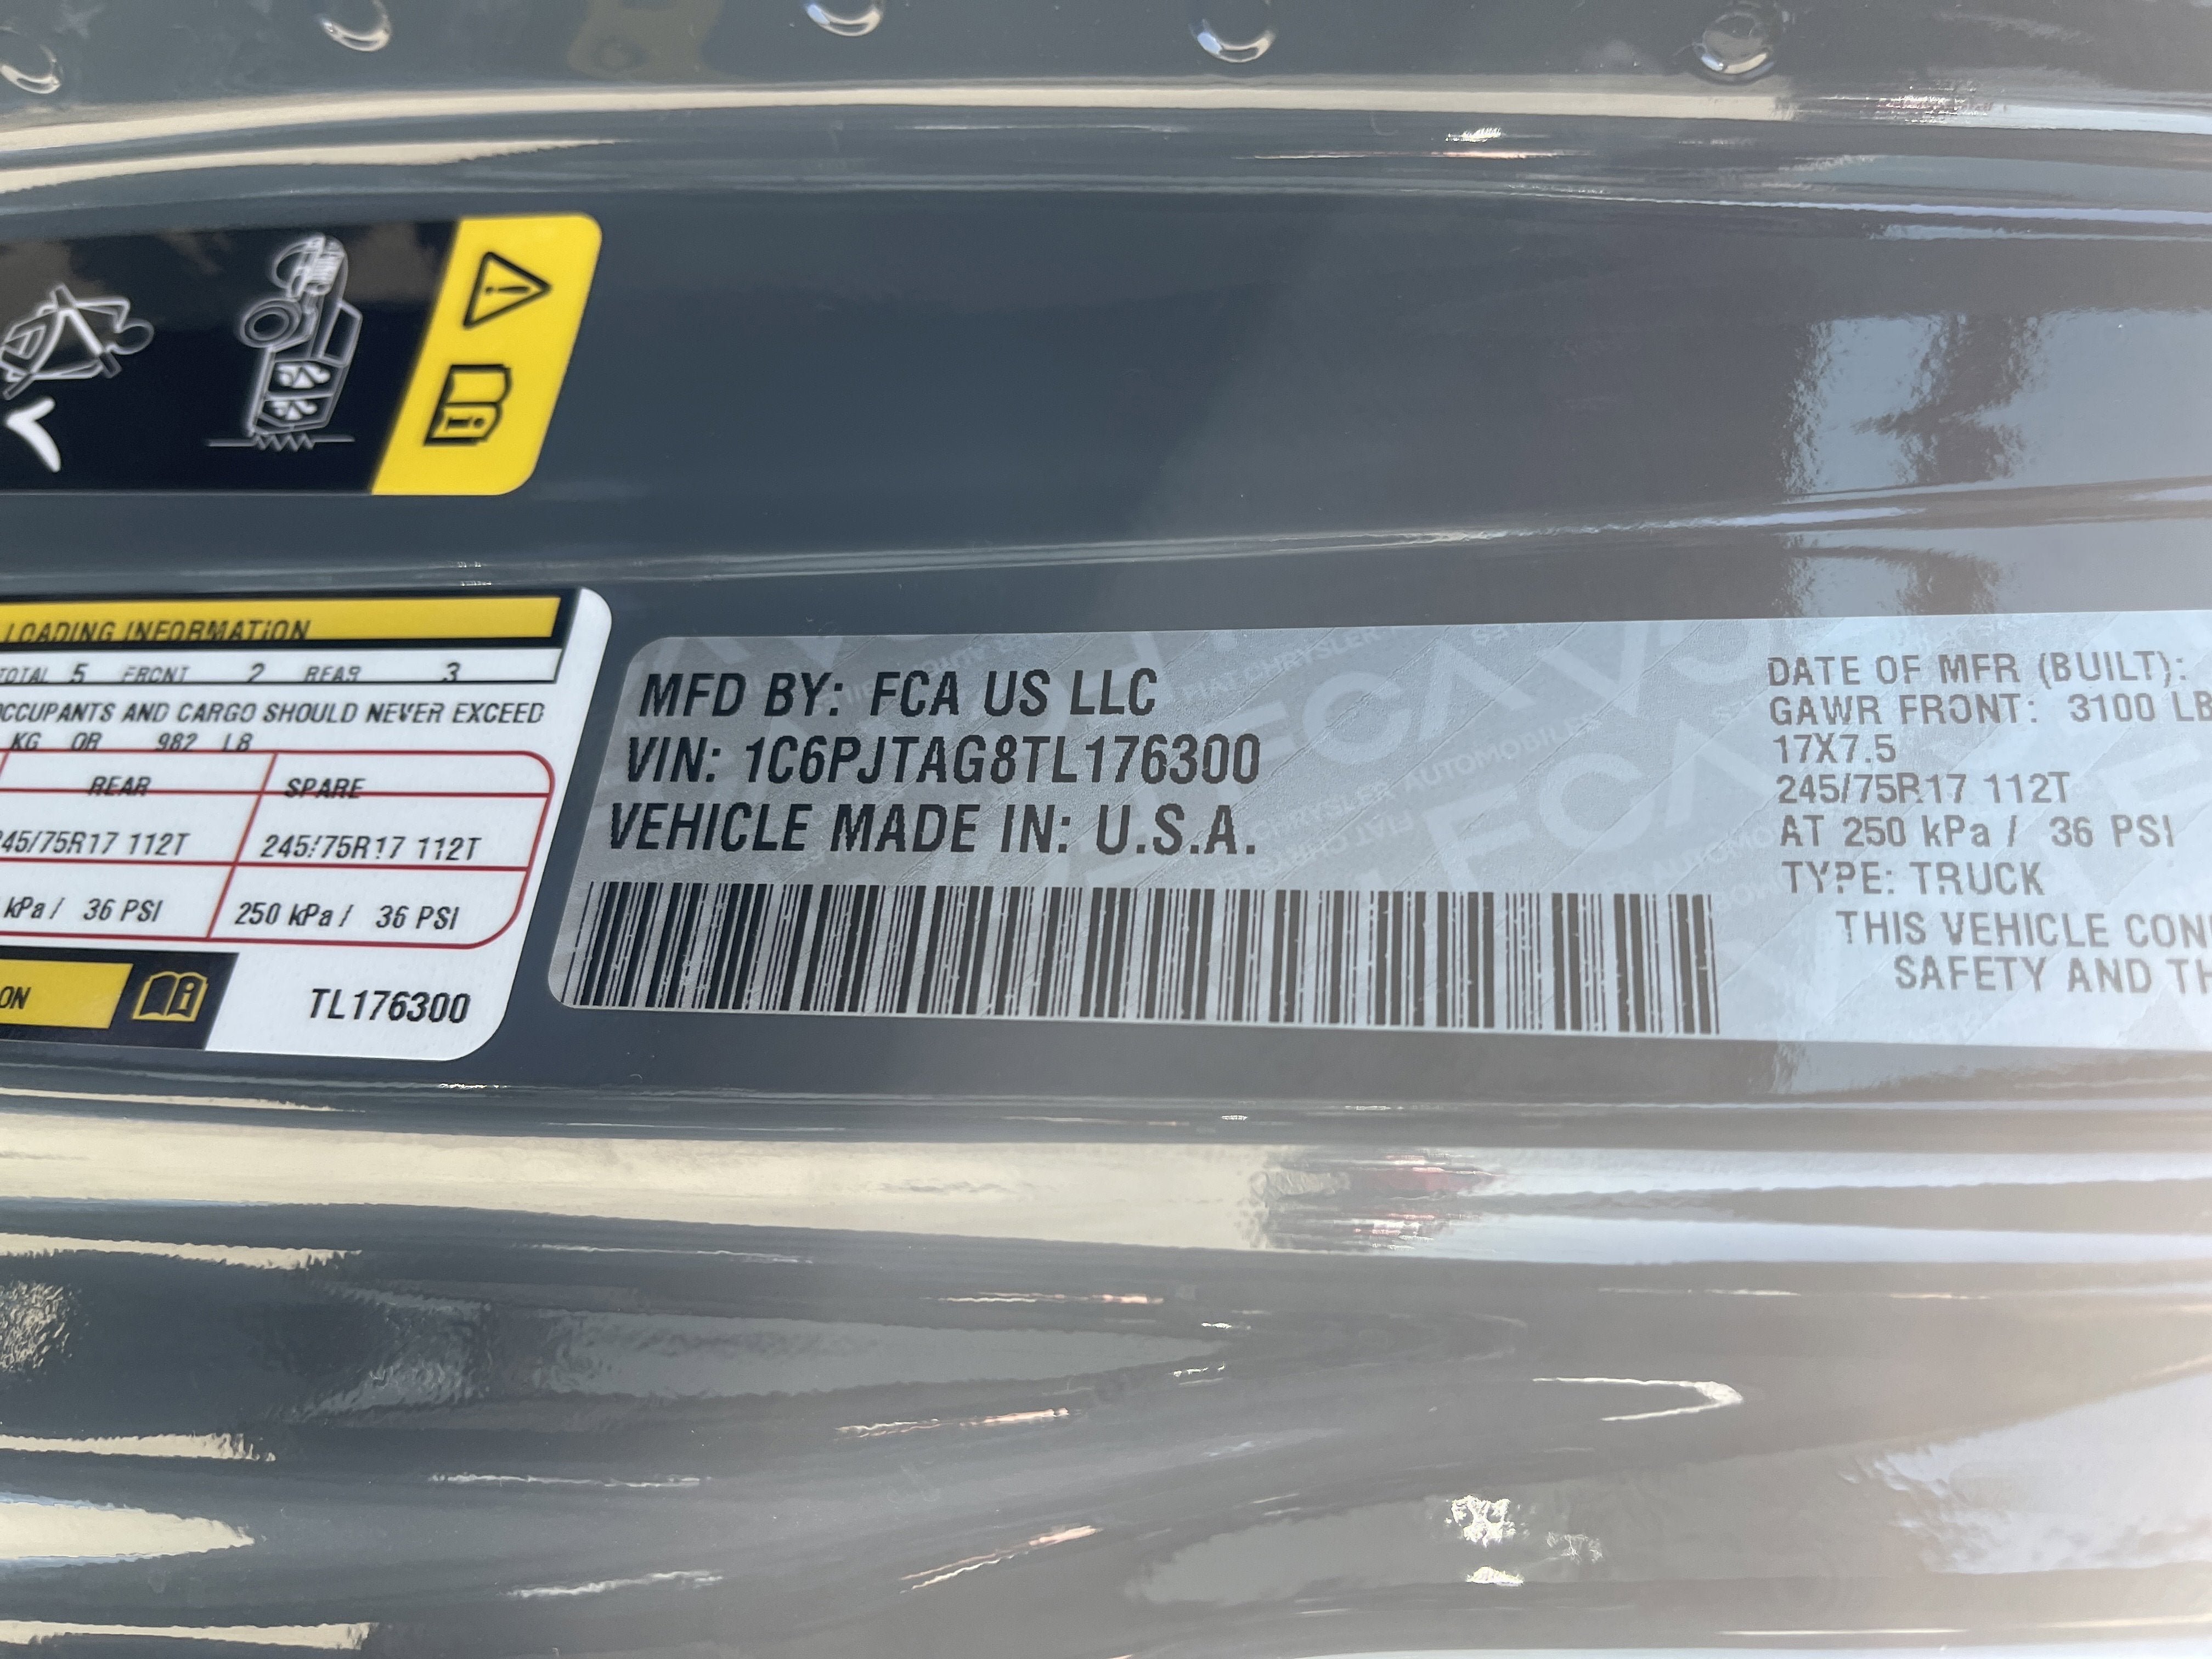 LOADING INFORMATION
TOTAL 5 FRONT 2 REAR 3
OCCUPANTS AND CARGO SHOULD NEVER EXCEED
KG OR 982 LB
REAR SPARE
245/75R17 112T 245/75R17 112T
kPa / 36 PSI 250 kPa / 36 PSI
ON
TL176300
MFD BY: FCA US LLC
VIN: 1C6PJTAG8TL176300
VEHICLE MADE IN: U.S.A.
DATE OF MFR (BUILT):
GAWR FRONT: 3100 LB
17X7.5
245/75R17 112T
AT 250 kPa / 36 PSI
TYPE: TRUCK
THIS VEHICLE CON
SAFETY AND TH